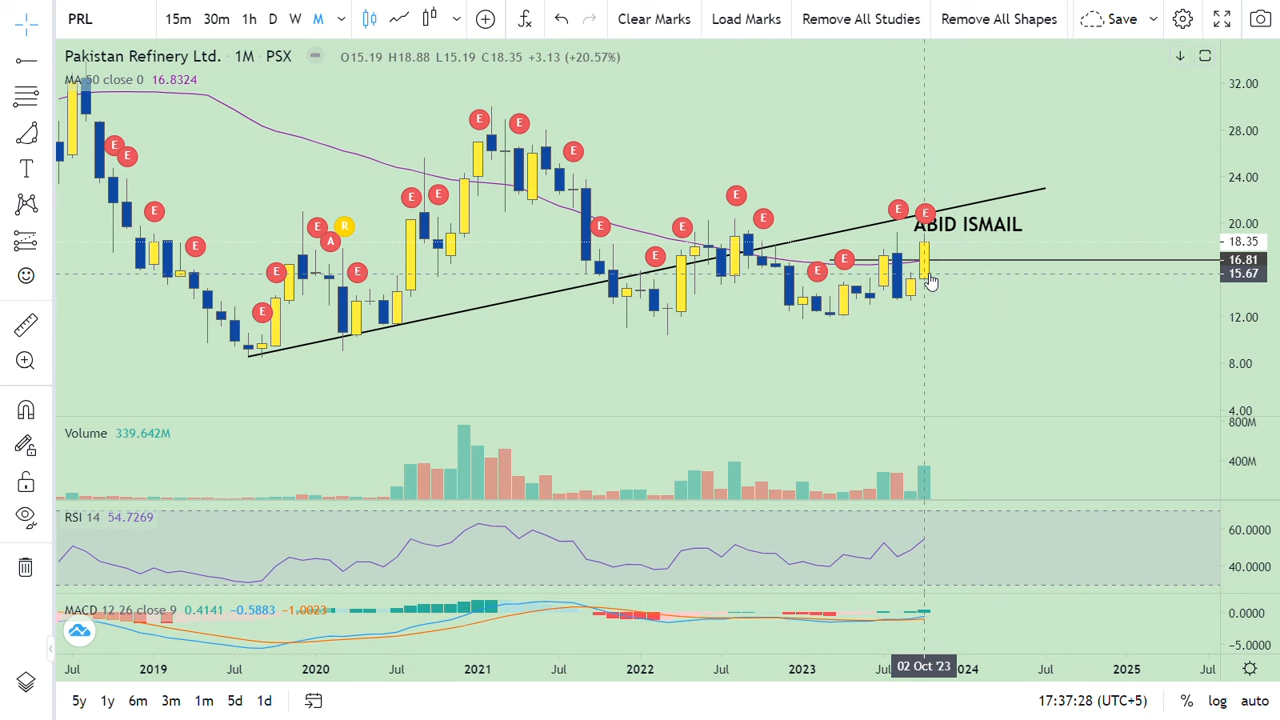 PRL 15m 30m 1h D W M Clear Marks Load Marks Remove All Studies Remove All Shapes Save
Pakistan Refinery Ltd. · 1M · PSX O15.19 H18.88 L15.19 C18.35 +3.13 (+20.57%)
MA 50 close 0 16.8324
32.00
28.00
24.00
20.00
18.35
16.81
15.67
12.00
8.00
4.00
E E E E E E E A R E E E E E E E E E E E E E E E E
ABID ISMAIL
Volume 339.642M
800M
400M
RSI 14 54.7269
60.0000
40.0000
MACD 12 26 close 9 0.4141 −0.5883 −1.0023
0.0000
−5.0000
Jul 2019 Jul 2020 Jul 2021 Jul 2022 Jul 2023 Jul 02 Oct '23 024 Jul 2025 Jul
5y 1y 6m 3m 1m 5d 1d 17:37:28 (UTC+5) % log auto